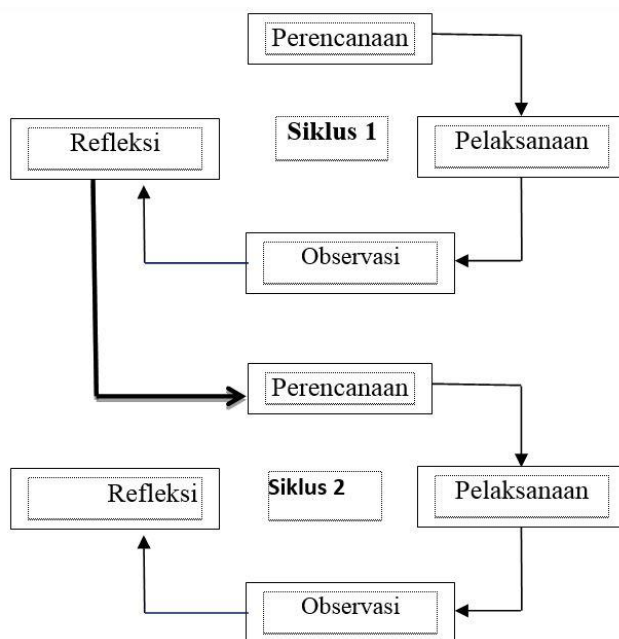 Perencanaan
Refleksi
Siklus 1
Pelaksanaan
Observasi
Perencanaan
Refleksi
Siklus 2
Pelaksanaan
Observasi